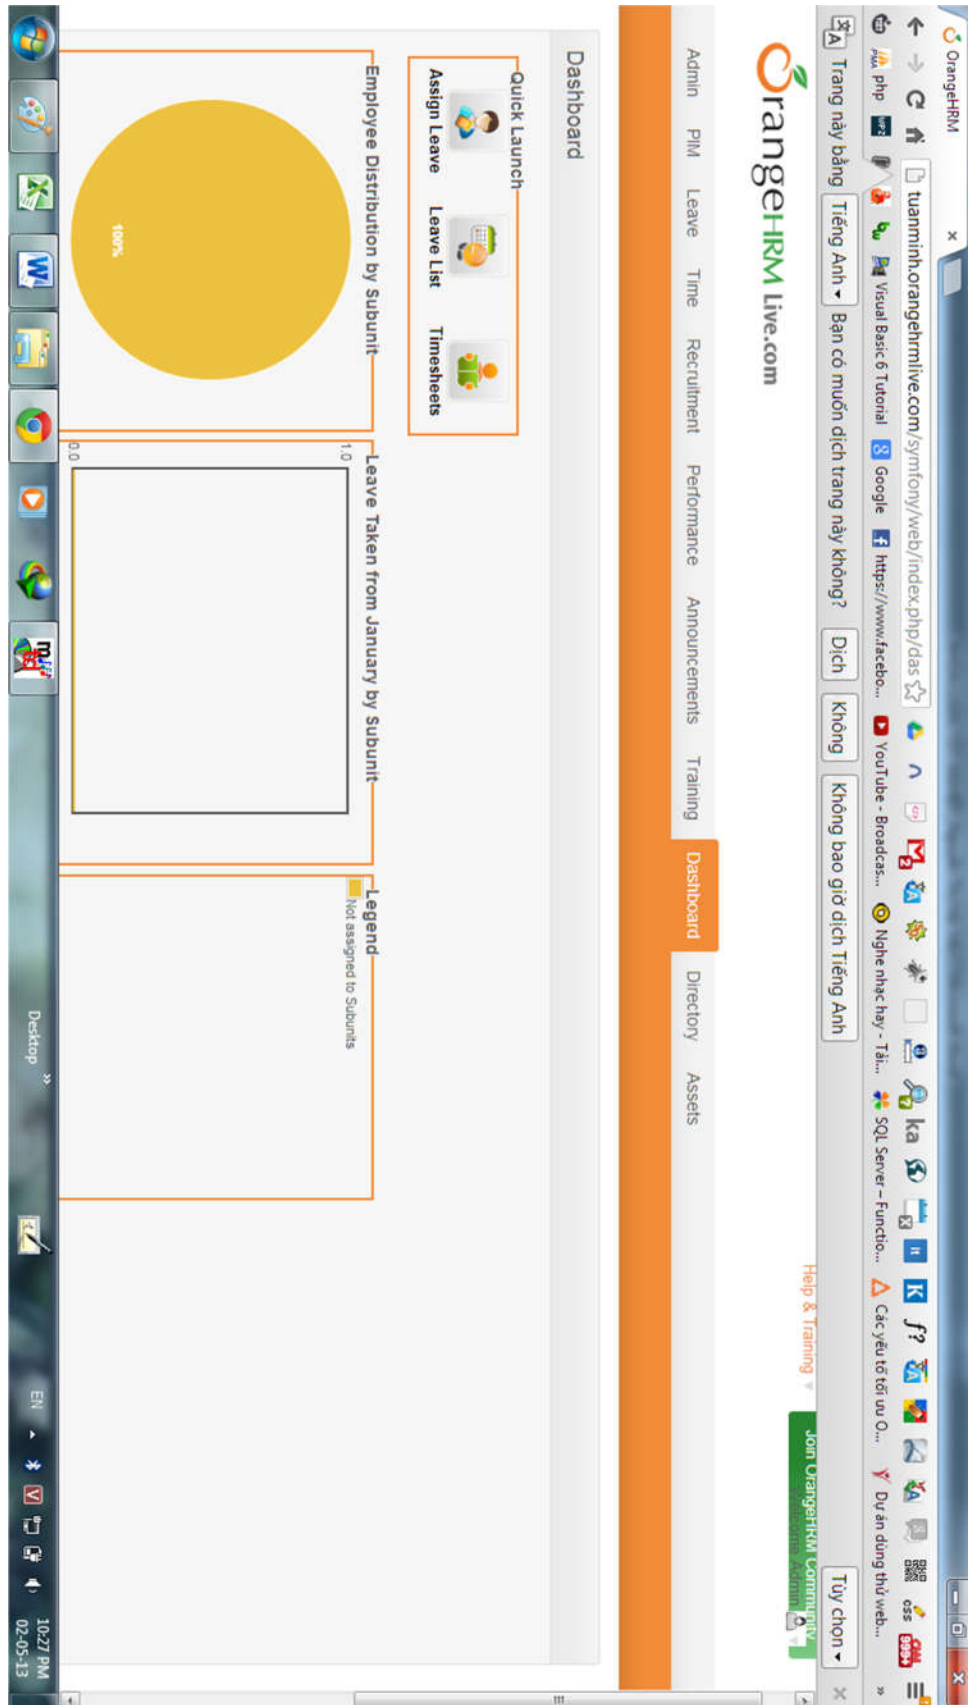 OrangeHRM
tuanminh.orangehrmlive.com/symfony/web/index.php/das
php Visual Basic 6 Tutorial Google https://www.facebo... YouTube - Broadcas... Nghe nhạc hay - Tải... SQL Server – Functio... Các yếu tố tối ưu O... Dự án dùng thử web... »
Trang này bằng Tiếng Anh Bạn có muốn dịch trang này không? Dịch Không Không bao giờ dịch Tiếng Anh Tùy chọn
Help & Training
Join OrangeHRM Community
Welcome Admin
OrangeHRM Live.com
Admin PIM Leave Time Recruitment Performance Announcements Training Dashboard Directory Assets
Dashboard
Quick Launch
Assign Leave Leave List Timesheets
Employee Distribution by Subunit
100%
Leave Taken from January by Subunit
1.0
0.0
Legend
Not assigned to Subunits
Desktop » EN 10:27 PM
02-05-13